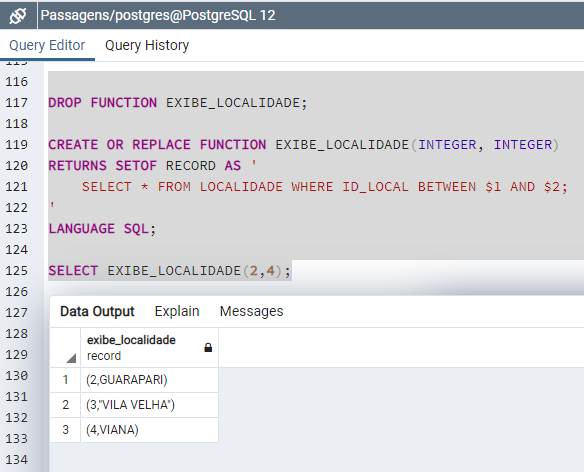 Passagens/postgres@PostgreSQL 12
Query Editor Query History
115
116
117 DROP FUNCTION EXIBE_LOCALIDADE;
118
119 CREATE OR REPLACE FUNCTION EXIBE_LOCALIDADE(INTEGER, INTEGER)
120 RETURNS SETOF RECORD AS '
121 SELECT * FROM LOCALIDADE WHERE ID_LOCAL BETWEEN $1 AND $2;
122 '
123 LANGUAGE SQL;
124
125 SELECT EXIBE_LOCALIDADE(2,4);
126
127 Data Output Explain Messages
128 exibe_localidade
129 record
130 1 (2,GUARAPARI)
131 2 (3,"VILA VELHA")
132 3 (4,VIANA)
133
134